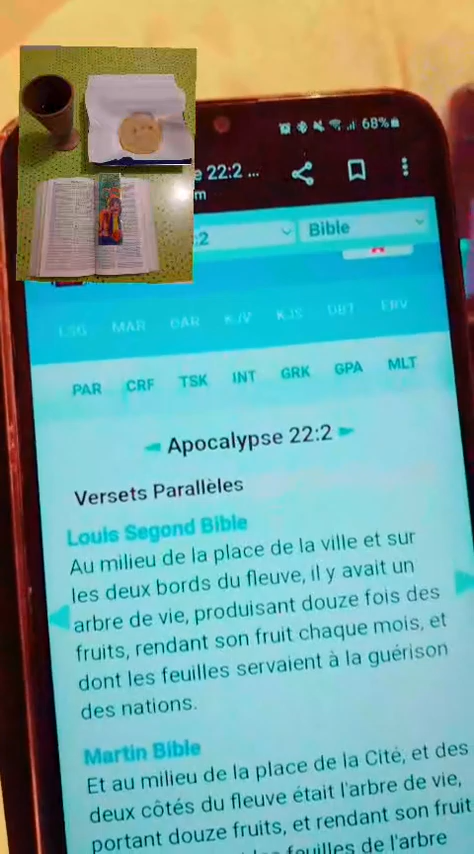 68%
e 22:2 ...
m
:2 Bible
LSG MAR DAR KJV KJS DBT ERV
PAR CRF TSK INT GRK GPA MLT
Apocalypse 22:2
Versets Parallèles
Louis Segond Bible
Au milieu de la place de la ville et sur
les deux bords du fleuve, il y avait un
arbre de vie, produisant douze fois des
fruits, rendant son fruit chaque mois, et
dont les feuilles servaient à la guérison
des nations.
Martin Bible
Et au milieu de la place de la Cité, et des
deux côtés du fleuve était l'arbre de vie,
portant douze fruits, et rendant son fruit
feuilles de l'arbre